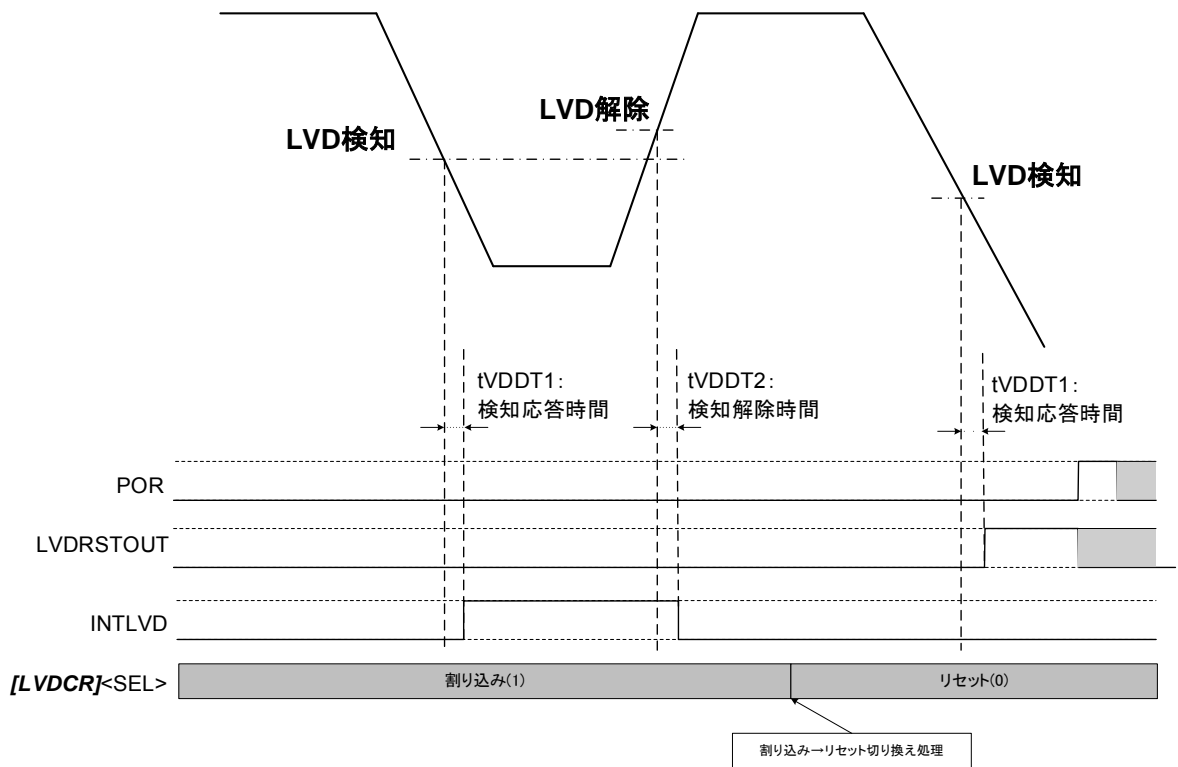 LVD解除
LVD検知
LVD検知
tVDDT1:
検知応答時間
tVDDT2:
検知解除時間
tVDDT1:
検知応答時間
POR
LVDRSTOUT
INTLVD
[LVDCR]<SEL>
割り込み(1)
リセット(0)
割り込み→リセット切り換え処理